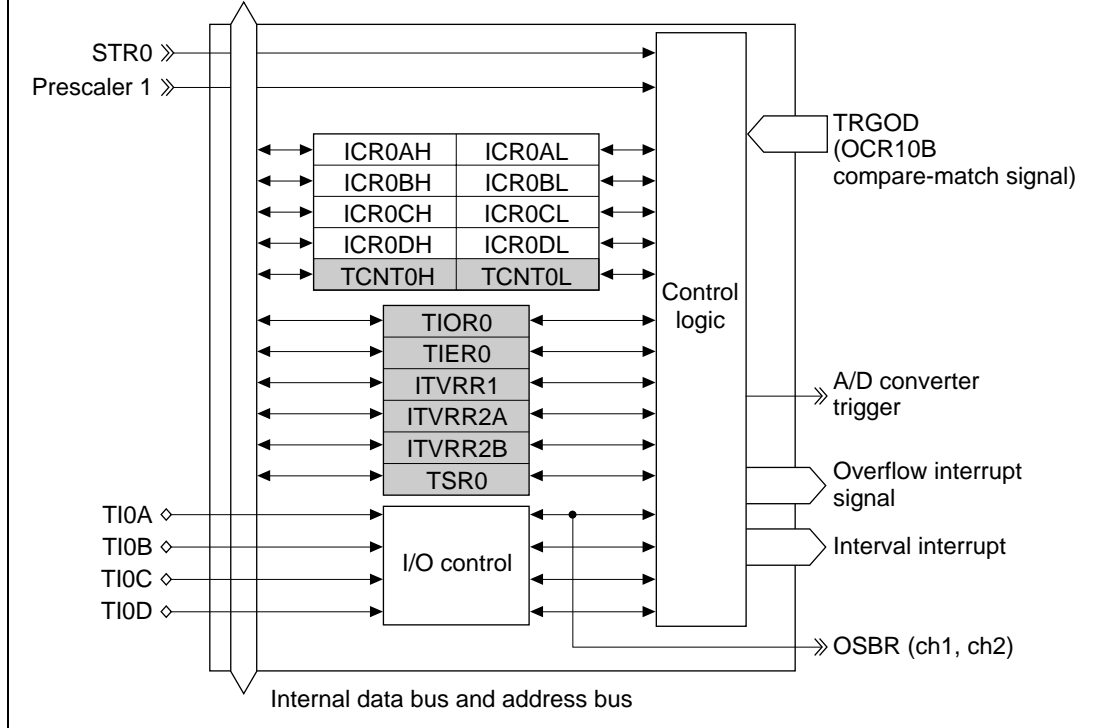 STR0
Prescaler 1
TRGOD
(OCR10B
compare-match signal)
ICR0AH ICR0AL
ICR0BH ICR0BL
ICR0CH ICR0CL
ICR0DH ICR0DL
TCNT0H TCNT0L
Control
logic
TIOR0
TIER0
ITVRR1
ITVRR2A
ITVRR2B
TSR0
A/D converter
trigger
Overflow interrupt
signal
Interval interrupt
TI0A
TI0B
TI0C
TI0D
I/O control
OSBR (ch1, ch2)
Internal data bus and address bus